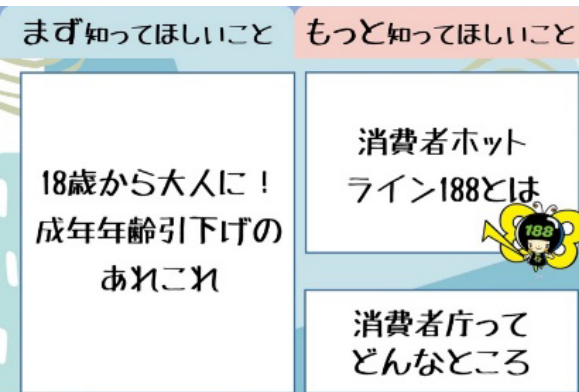 まず知ってほしいこと
もっと知ってほしいこと
18歳から大人に!
成年年齢引下げの
あれこれ
消費者ホット
ライン188とは
188
消費者庁って
どんなところ